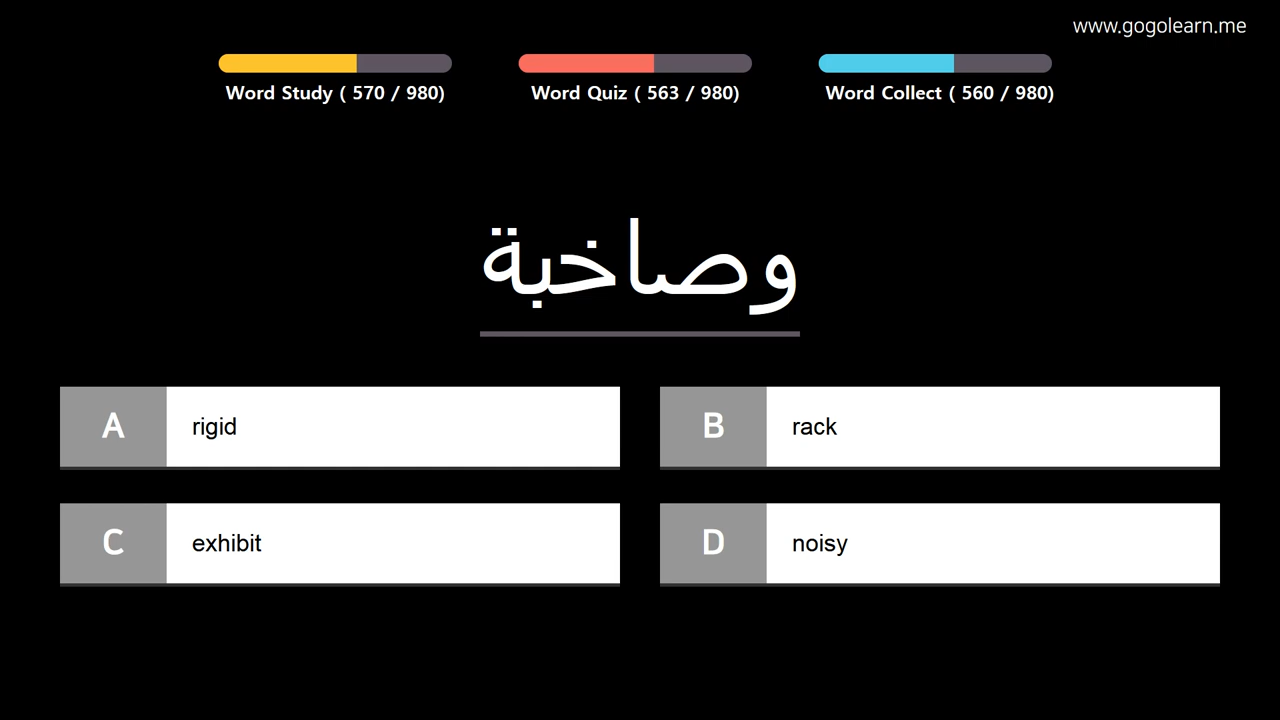 www.gogolearn.me
Word Study ( 570 / 980)
Word Quiz ( 563 / 980)
Word Collect ( 560 / 980)
وصاخبة
A rigid
B rack
C exhibit
D noisy